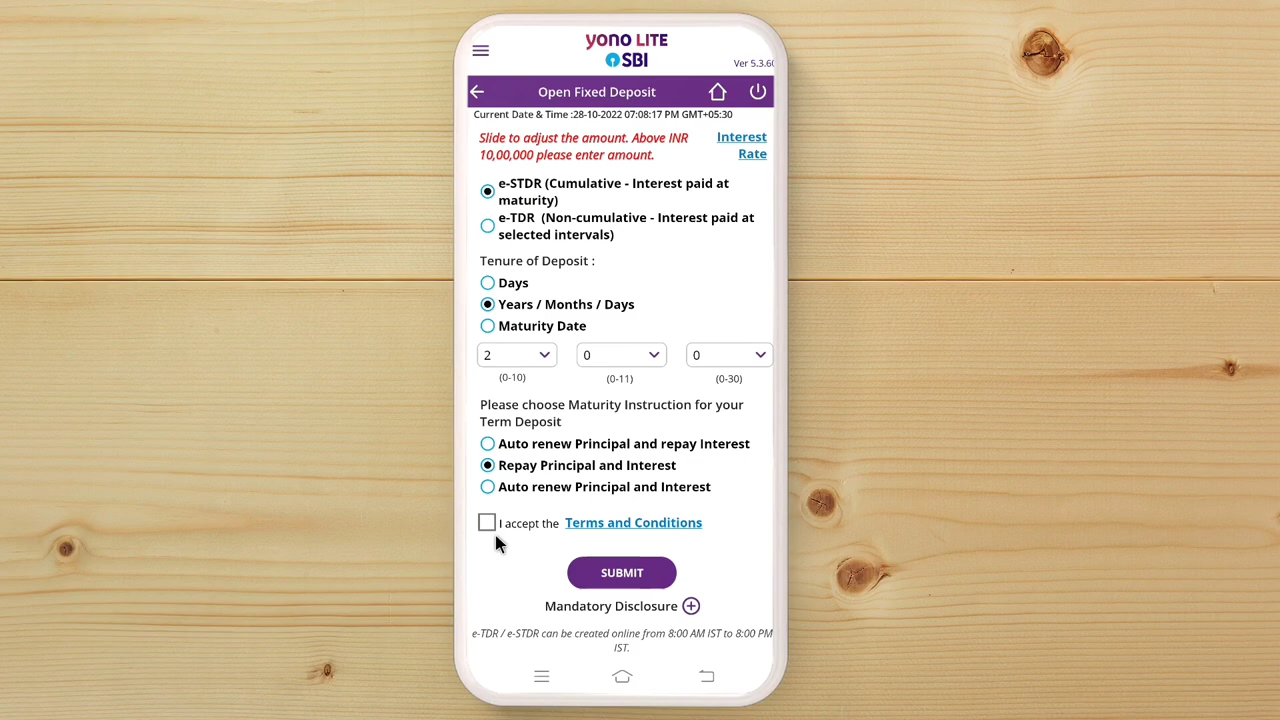 yono LITE
SBI
Ver 5.3.60
Open Fixed Deposit
Current Date & Time :28-10-2022 07:08:17 PM GMT+05:30
Slide to adjust the amount. Above INR
10,00,000 please enter amount.
Interest
Rate
e-STDR (Cumulative - Interest paid at
maturity)
e-TDR (Non-cumulative - Interest paid at
selected intervals)
Tenure of Deposit :
Days
Years / Months / Days
Maturity Date
2 0 0
(0-10) (0-11) (0-30)
Please choose Maturity Instruction for your
Term Deposit
Auto renew Principal and repay Interest
Repay Principal and Interest
Auto renew Principal and Interest
I accept the Terms and Conditions
SUBMIT
Mandatory Disclosure
e-TDR / e-STDR can be created online from 8:00 AM IST to 8:00 PM
IST.